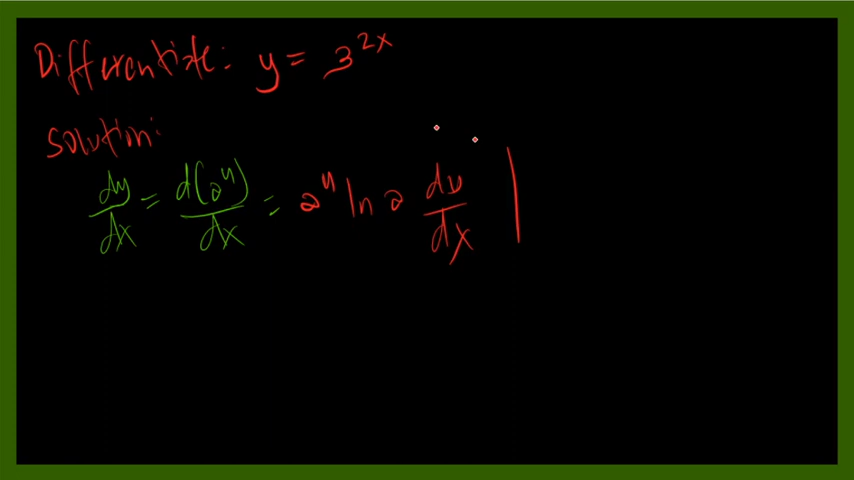 Differentiate: y = 3^{2x}
Solution:
dy/dx = d(a^u)/dx = a^u ln a du/dx |